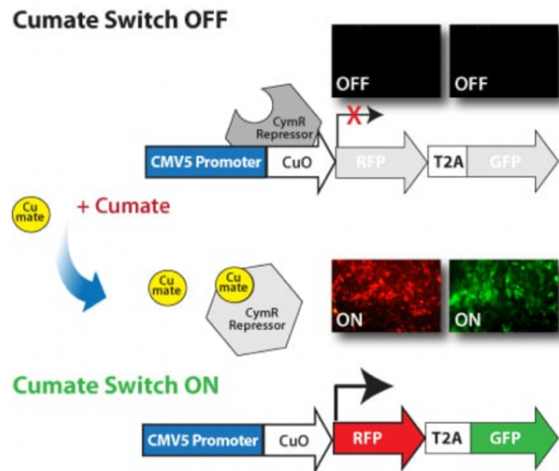 Cumate Switch OFF
OFF
OFF
CymR
Repressor
X
CMV5 Promoter
CuO
RFP
T2A
GFP
Cu
mate
+ Cumate
Cu
mate
Cu
mate
CymR
Repressor
ON
ON
Cumate Switch ON
CMV5 Promoter
CuO
RFP
T2A
GFP